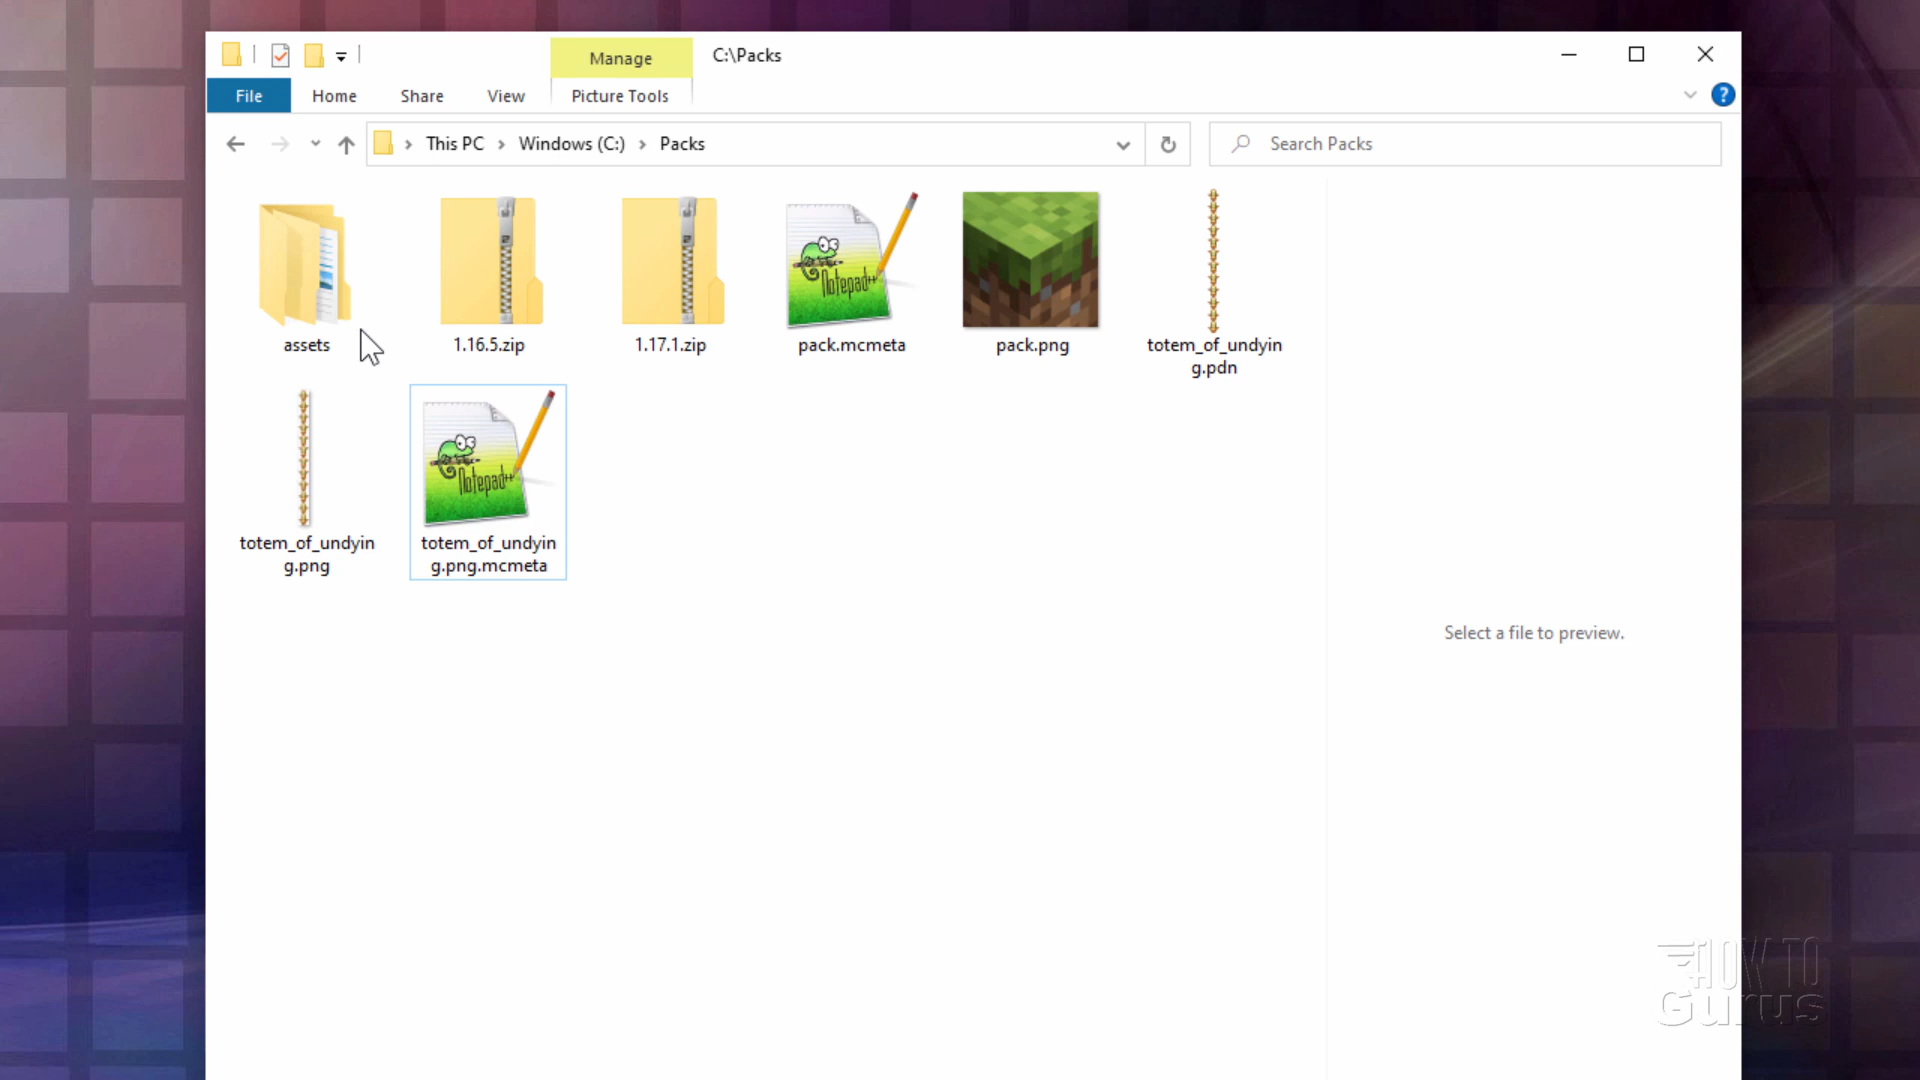 Manage
C:\Packs
File
Home
Share
View
Picture Tools
?
This PC
Windows (C:)
Packs
Search Packs
Notepad++
assets
1.16.5.zip
1.17.1.zip
pack.mcmeta
pack.png
totem_of_undyin
g.pdn
Notepad++
totem_of_undyin
g.png
totem_of_undyin
g.png.mcmeta
Select a file to preview.
HOW TO
Gurus